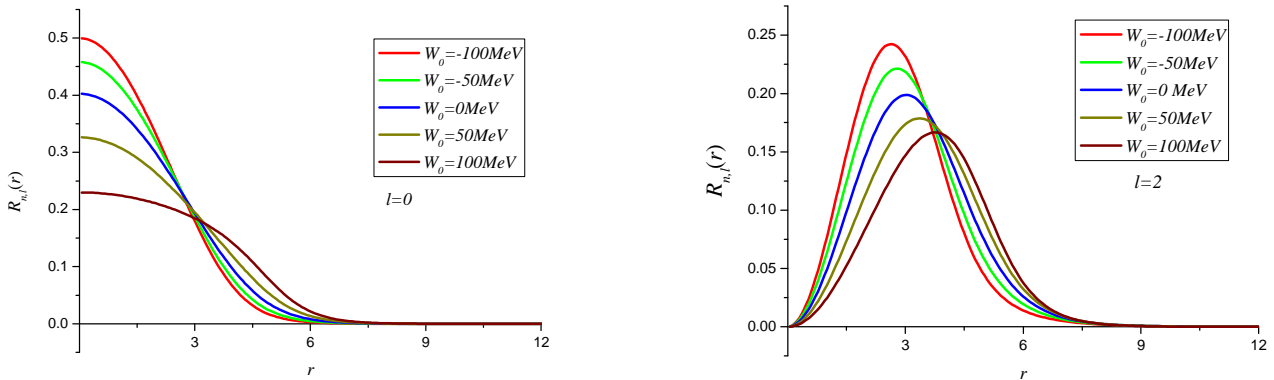 0.5
0.4
0.3
0.2
0.1
0.0
R_{n,l}(r)
W_0=-100MeV
W_0=-50MeV
W_0=0MeV
W_0=50MeV
W_0=100MeV
l=0
3
6
9
12
r
0.25
0.20
0.15
0.10
0.05
0.00
R_{n,l}(r)
W_0=-100MeV
W_0=-50MeV
W_0=0 MeV
W_0=50MeV
W_0=100MeV
l=2
3
6
9
12
r